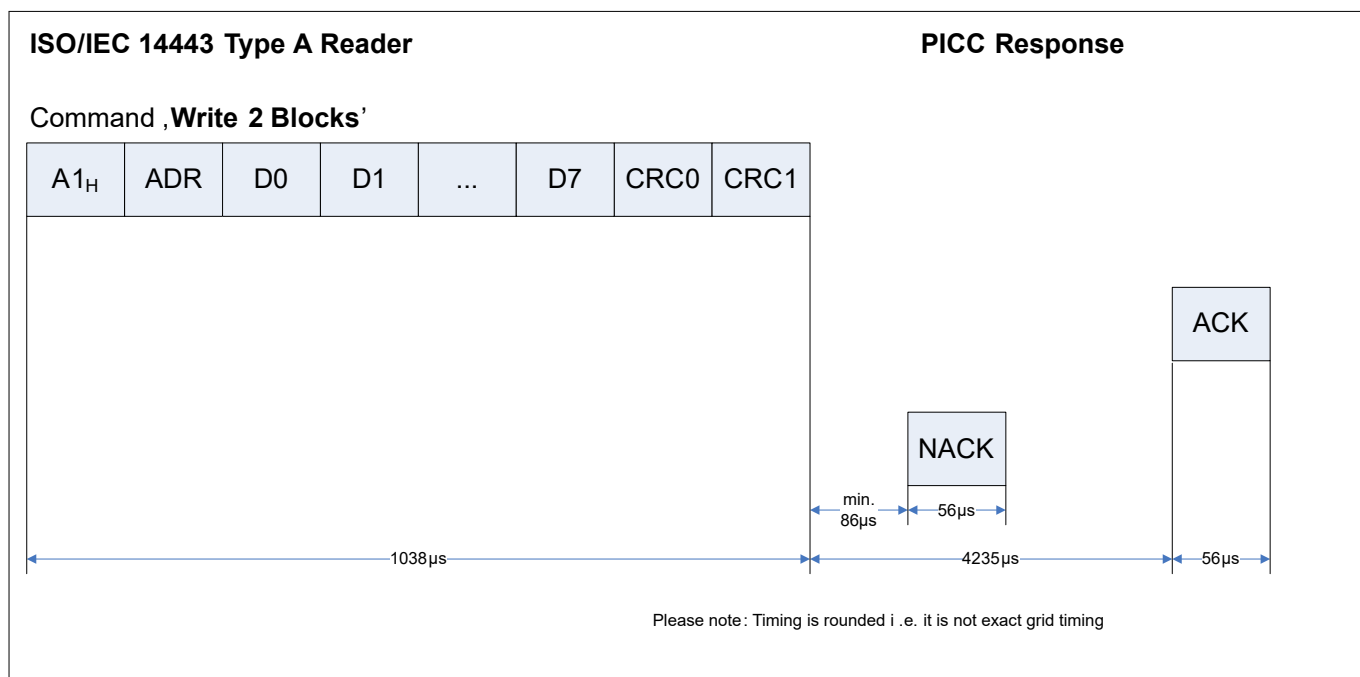 ISO/IEC 14443 Type A Reader
PICC Response
Command ‚Write 2 Blocks’
A1H ADR D0 D1 ... D7 CRC0 CRC1
ACK
NACK
min.
86µs
56µs
1038µs
4235µs
56µs
Please note: Timing is rounded i .e. it is not exact grid timing